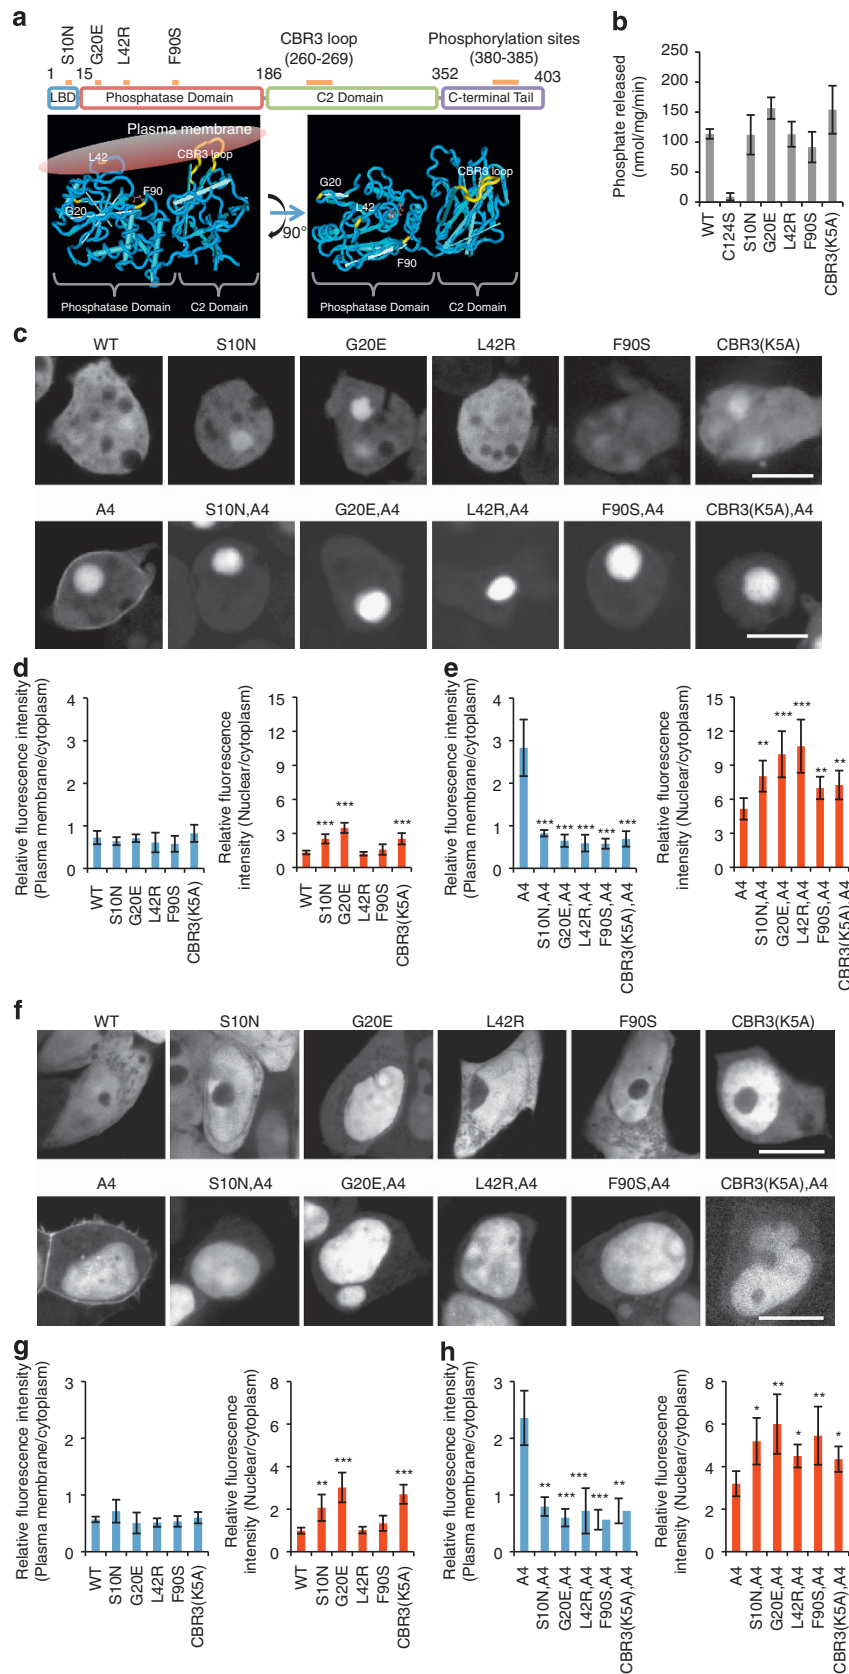 a
S10N
G20E
L42R
F90S
CBR3 loop
(260-269)
Phosphorylation sites
(380-385)
1
15
186
352
403
LBD
Phosphatase Domain
C2 Domain
C-terminal Tail
Plasma membrane
L42
CBR3 loop
F90
G20
Phosphatase Domain
C2 Domain
90°
G20
L42
CBR3 loop
F90
Phosphatase Domain
C2 Domain
b
Phosphate released
(nmol/mg/min)
250
200
150
100
50
0
WT
C124S
S10N
G20E
L42R
F90S
CBR3(K5A)
c
WT
S10N
G20E
L42R
F90S
CBR3(K5A)
A4
S10N,A4
G20E,A4
L42R,A4
F90S,A4
CBR3(K5A),A4
d
Relative fluorescence intensity
(Plasma membrane/cytoplasm)
4
3
2
1
0
WT
S10N
G20E
L42R
F90S
CBR3(K5A)
Relative fluorescence
intensity (Nuclear/cytoplasm)
15
12
9
6
3
0
***
***
***
WT
S10N
G20E
L42R
F90S
CBR3(K5A)
e
Relative fluorescence intensity
(Plasma membrane/cytoplasm)
4
3
2
1
0
***
***
***
***
***
A4
S10N,A4
G20E,A4
L42R,A4
F90S,A4
CBR3(K5A),A4
Relative fluorescence
intensity (Nuclear/cytoplasm)
15
12
9
6
3
0
**
***
***
**
**
A4
S10N,A4
G20E,A4
L42R,A4
F90S,A4
CBR3(K5A),A4
f
WT
S10N
G20E
L42R
F90S
CBR3(K5A)
A4
S10N,A4
G20E,A4
L42R,A4
F90S,A4
CBR3(K5A),A4
g
Relative fluorescence intensity
(Plasma membrane/cytoplasm)
3
2
1
0
WT
S10N
G20E
L42R
F90S
CBR3(K5A)
Relative fluorescence
intensity (Nuclear/cytoplasm)
8
6
4
2
0
**
***
***
WT
S10N
G20E
L42R
F90S
CBR3(K5A)
h
Relative fluorescence intensity
(Plasma membrane/cytoplasm)
3
2
1
0
**
***
***
***
**
A4
S10N,A4
G20E,A4
L42R,A4
F90S,A4
CBR3(K5A),A4
Relative fluorescence
intensity (Nuclear/cytoplasm)
8
6
4
2
0
*
**
*
**
*
A4
S10N,A4
G20E,A4
L42R,A4
F90S,A4
CBR3(K5A),A4